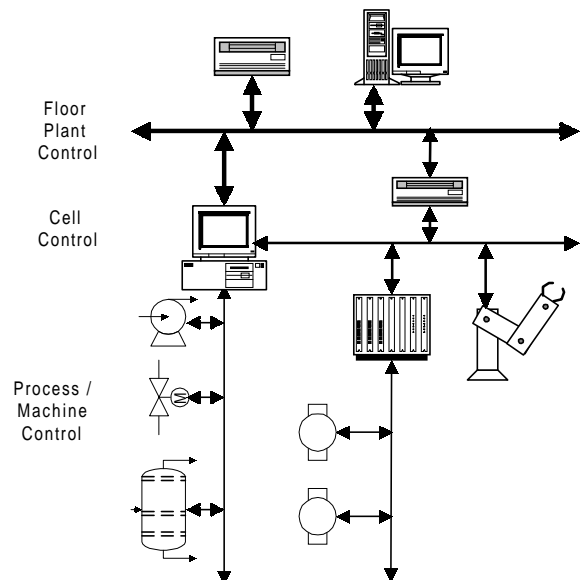 Floor
Plant
Control
Cell
Control
Process /
Machine
Control
M